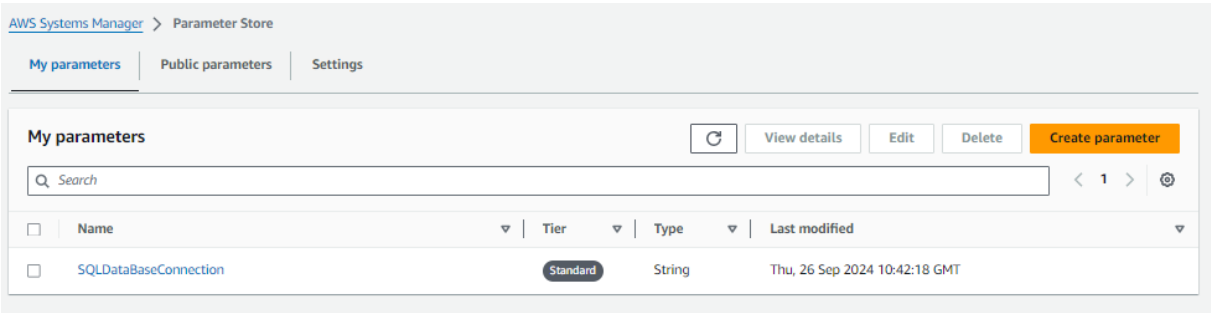 AWS Systems Manager > Parameter Store
My parameters Public parameters Settings
My parameters View details Edit Delete Create parameter
Search < 1 >
Name Tier Type Last modified
SQLDataBaseConnection Standard String Thu, 26 Sep 2024 10:42:18 GMT